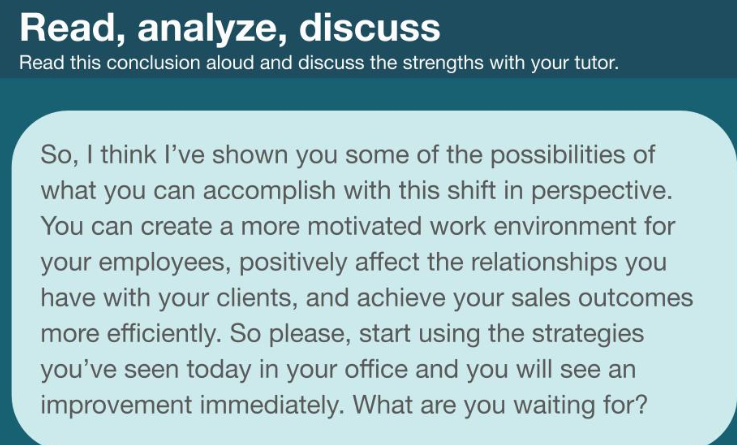 Read, analyze, discuss
Read this conclusion aloud and discuss the strengths with your tutor.
So, I think I’ve shown you some of the possibilities of
what you can accomplish with this shift in perspective.
You can create a more motivated work environment for
your employees, positively affect the relationships you
have with your clients, and achieve your sales outcomes
more efficiently. So please, start using the strategies
you’ve seen today in your office and you will see an
improvement immediately. What are you waiting for?